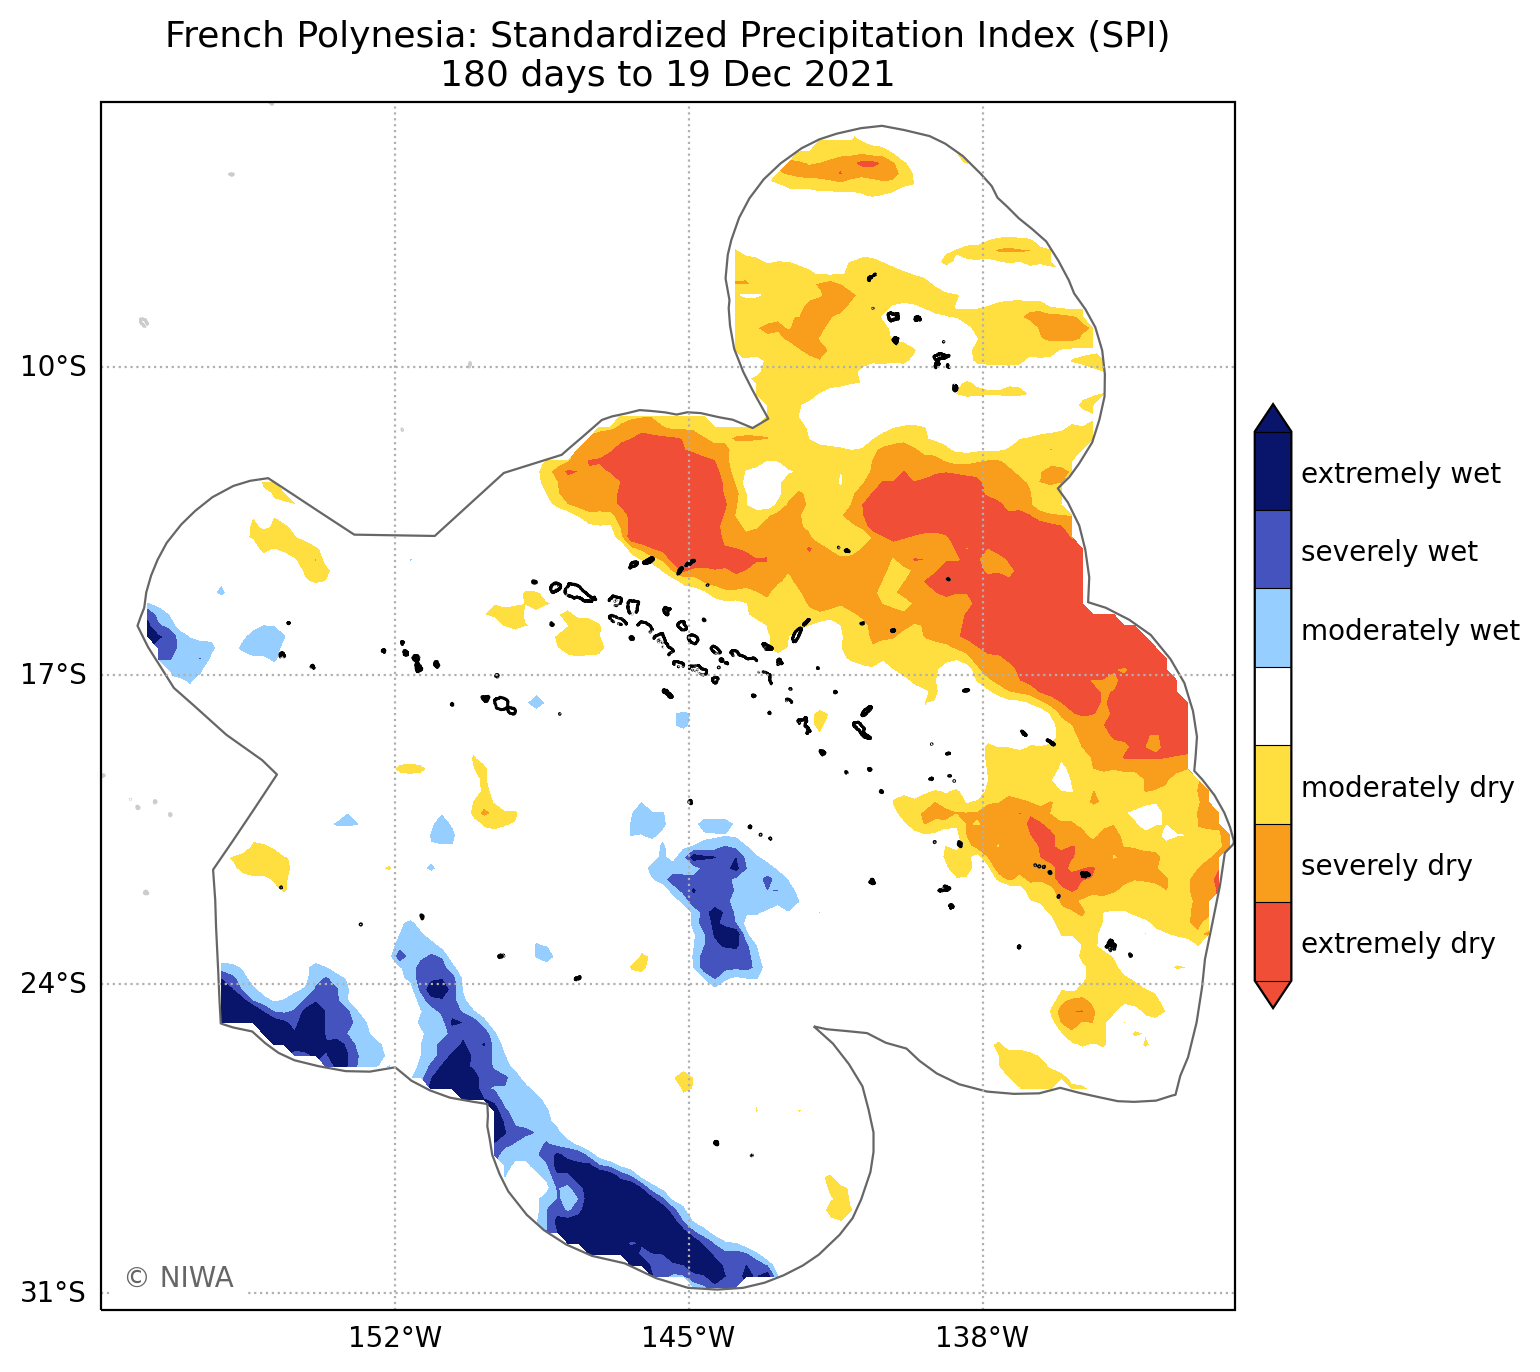 French Polynesia: Standardized Precipitation Index (SPI)
180 days to 19 Dec 2021
10°S
17°S
24°S
31°S
152°W
145°W
138°W
extremely wet
severely wet
moderately wet
moderately dry
severely dry
extremely dry
© NIWA